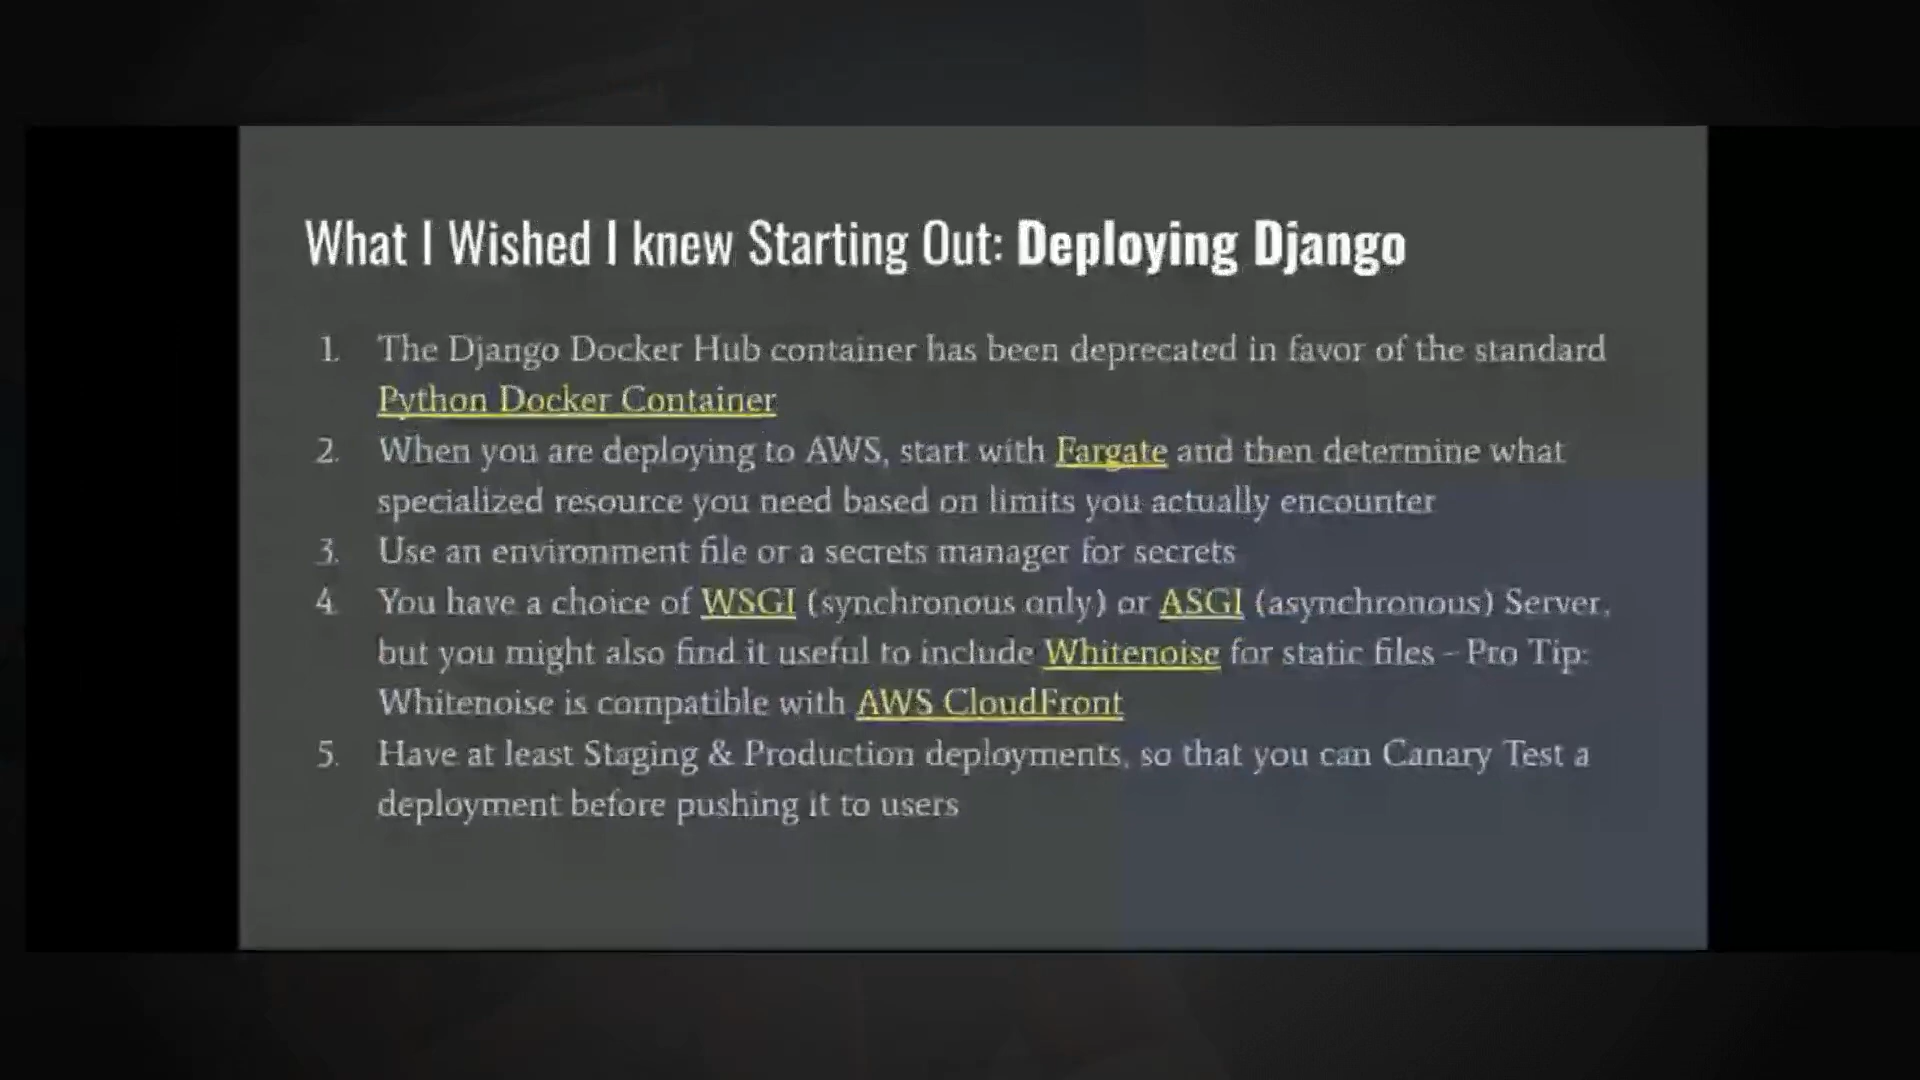 What I Wished I knew Starting Out: Deploying Django
1. The Django Docker Hub container has been deprecated in favor of the standard
Python Docker Container
2. When you are deploying to AWS, start with Fargate and then determine what
specialized resource you need based on limits you actually encounter
3. Use an environment file or a secrets manager for secrets
4. You have a choice of WSGI (synchronous only) or ASGI (asynchronous) Server,
but you might also find it useful to include Whitenoise for static files - Pro Tip:
Whitenoise is compatible with AWS CloudFront
5. Have at least Staging & Production deployments, so that you can Canary Test a
deployment before pushing it to users